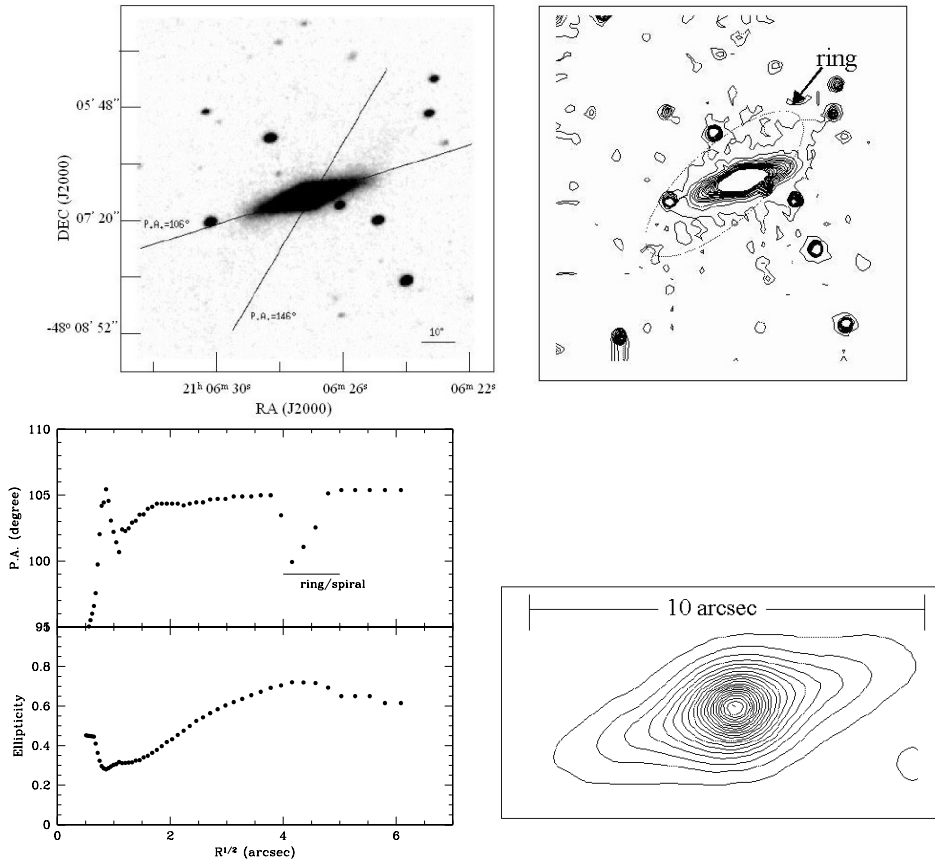 05' 48"
07' 20"
-48° 08' 52"
DEC (J2000)
P.A.=106°
P.A.=146°
10"
21h 06m 30s
06m 26s
06m 22s
RA (J2000)
ring
110
105
100
95
P.A. (degree)
ring/spiral
1
0.8
0.6
0.4
0.2
0
Ellipticity
0
2
4
6
R1/2 (arcsec)
10 arcsec